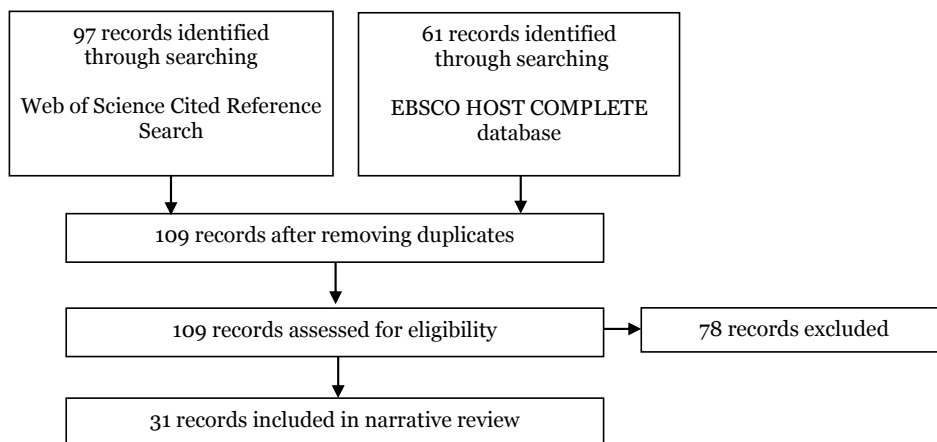 97 records identified
through searching
Web of Science Cited Reference
Search
61 records identified
through searching
EBSCO HOST COMPLETE
database
109 records after removing duplicates
109 records assessed for eligibility
78 records excluded
31 records included in narrative review